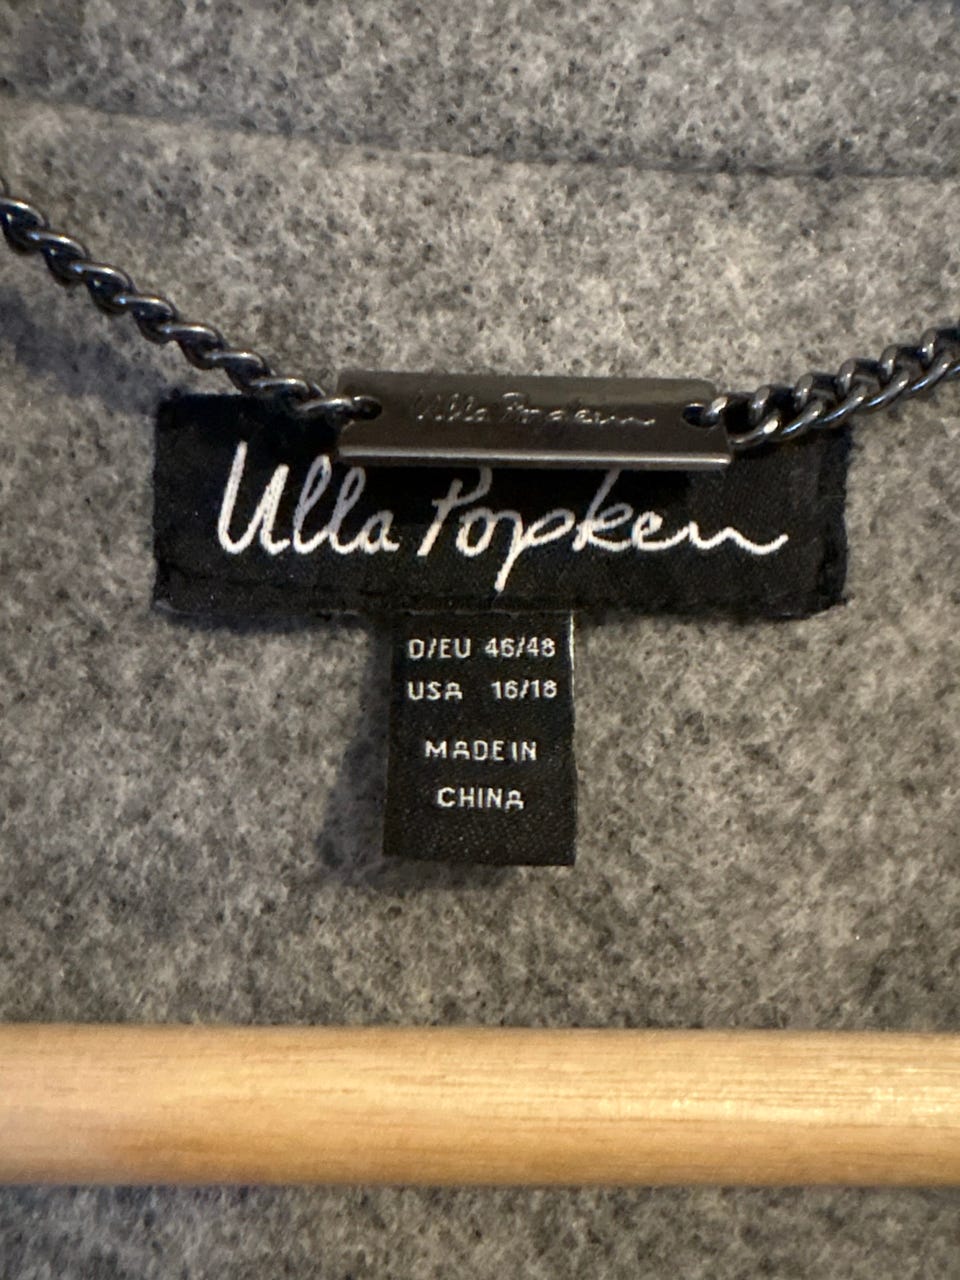 Ulla Popken
Ulla Popken
D/EU 46/48
USA 16/18
MADE IN
CHINA